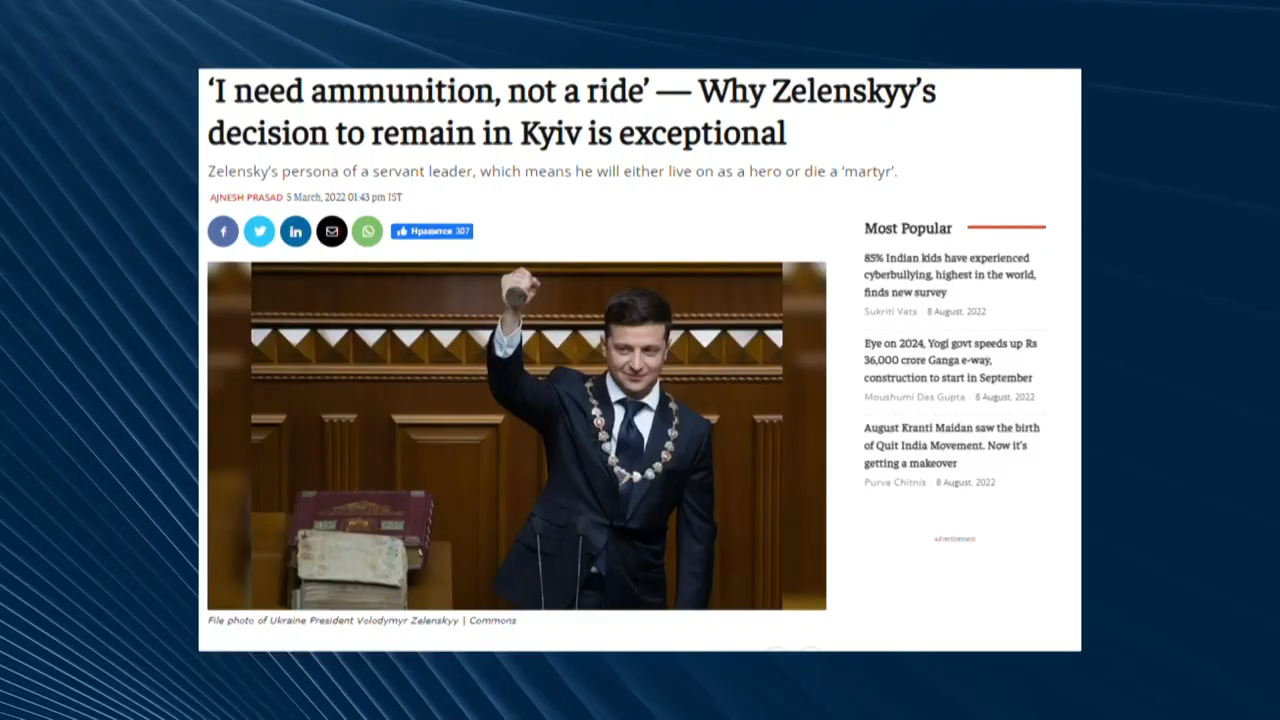 ‘I need ammunition, not a ride’ — Why Zelenskyy’s
decision to remain in Kyiv is exceptional
Zelensky’s persona of a servant leader, which means he will either live on as a hero or die a ‘martyr’.
AJNESH PRASAD 5 March, 2022 01:43 pm IST
Нравится 307
File photo of Ukraine President Volodymyr Zelenskyy | Commons
Most Popular
85% Indian kids have experienced
cyberbullying, highest in the world,
finds new survey
Sukriti Vats - 8 August, 2022
Eye on 2024, Yogi govt speeds up Rs
36,000 crore Ganga e-way,
construction to start in September
Moushumi Das Gupta - 8 August, 2022
August Kranti Maidan saw the birth
of Quit India Movement. Now it’s
getting a makeover
Purva Chitnis - 8 August, 2022
advertisement